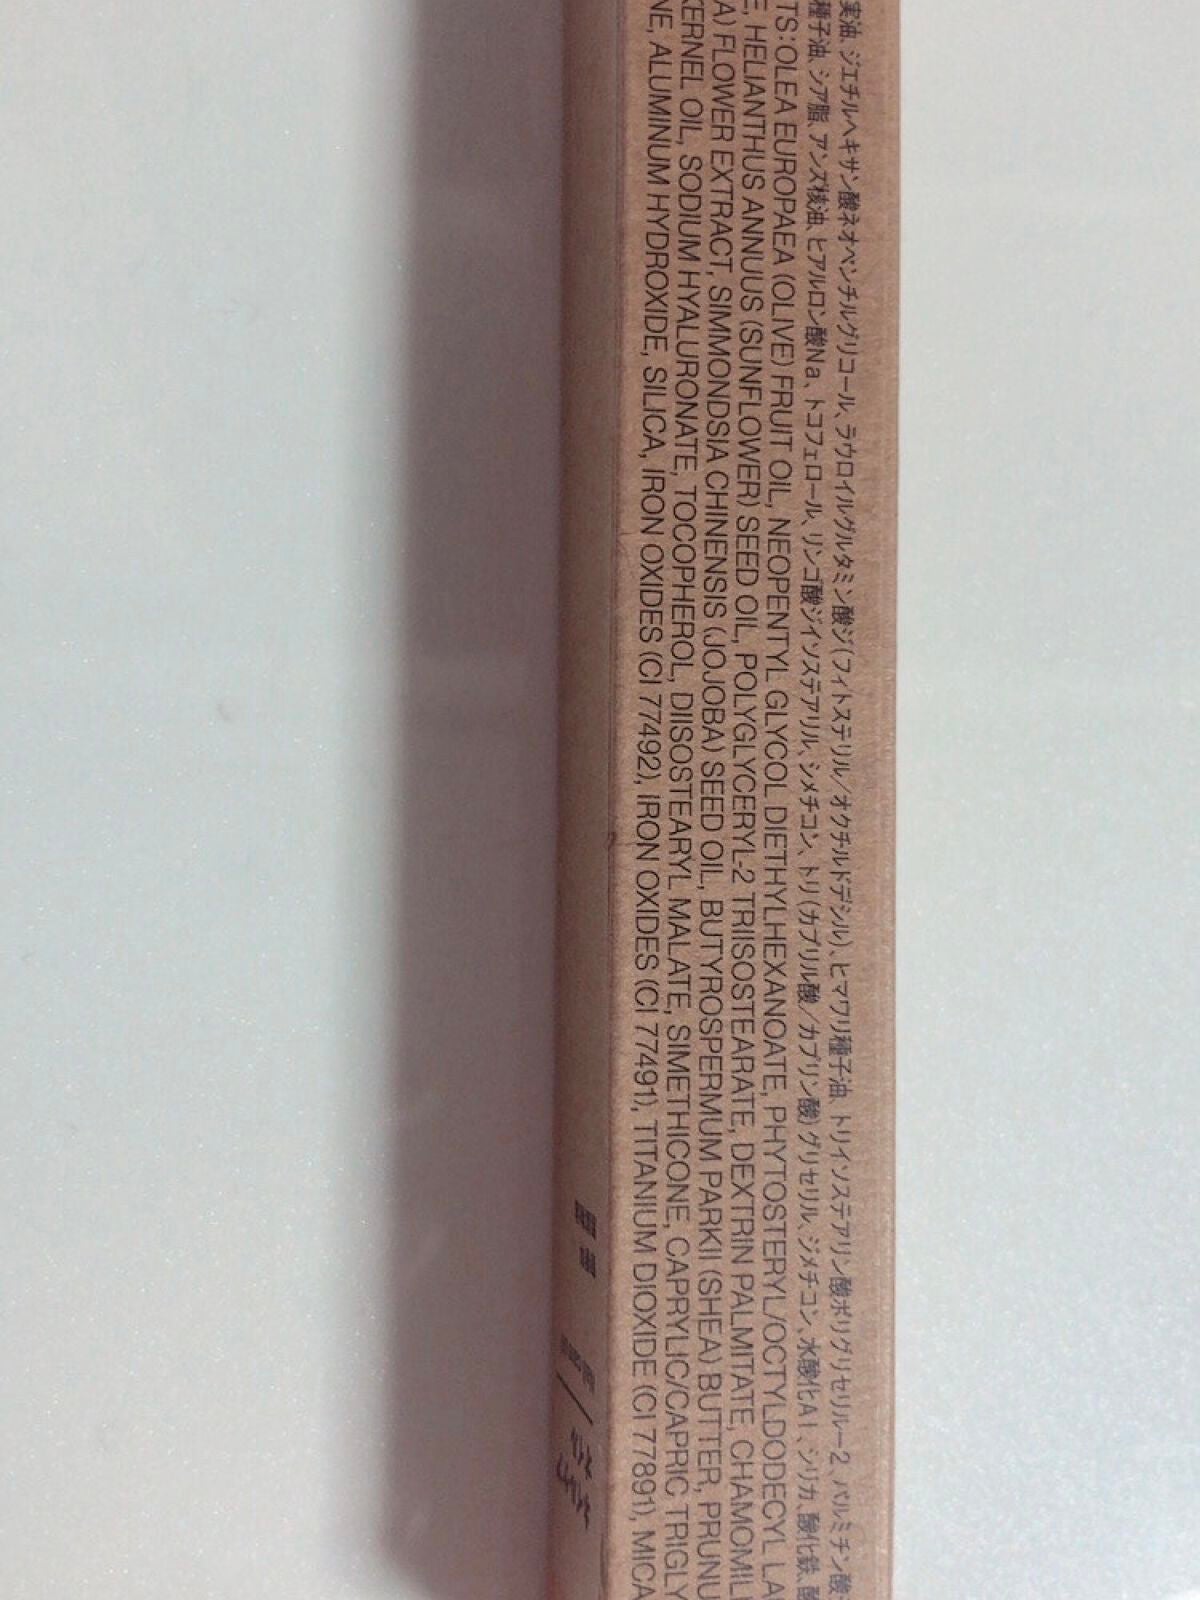 実油、ジエチルヘキサン酸ネオペンチルグリコール、ラウロイルグルタミン酸ジ(フィトステリル/オクチルドデシル)、ヒマワリ種子油、トリイソステアリン酸ポリグリセリル-2、パルミチン酸
種子油、シア脂、アンズ核油、ヒアルロン酸Na、トコフェロール、リンゴ酸ジイソステアリル、シメチコン、トリ(カプリル酸/カプリン酸)グリセリル、ジメチコン、水酸化Al、シリカ、酸化鉄、酸
TS:OLEA EUROPAEA (OLIVE) FRUIT OIL, NEOPENTYL GLYCOL DIETHYLHEXANOATE, PHYTOSTERYL/OCTYLDODECYL LA
E, HELIANTHUS ANNUUS (SUNFLOWER) SEED OIL, POLYGLYCERYL-2 TRIISOSTEARATE, DEXTRIN PALMITATE, CHAMOMIL
A) FLOWER EXTRACT, SIMMONDSIA CHINENSIS (JOJOBA) SEED OIL, BUTYROSPERMUM PARKII (SHEA) BUTTER, PRUNU
KERNEL OIL, SODIUM HYALURONATE, TOCOPHEROL, DIISOSTEARYL MALATE, SIMETHICONE, CAPRYLIC/CAPRIC TRIGLY
NE, ALUMINUM HYDROXIDE, SILICA, IRON OXIDES (CI 77492), IRON OXIDES (CI 77491), TITANIUM DIOXIDE (CI 77891), MICA